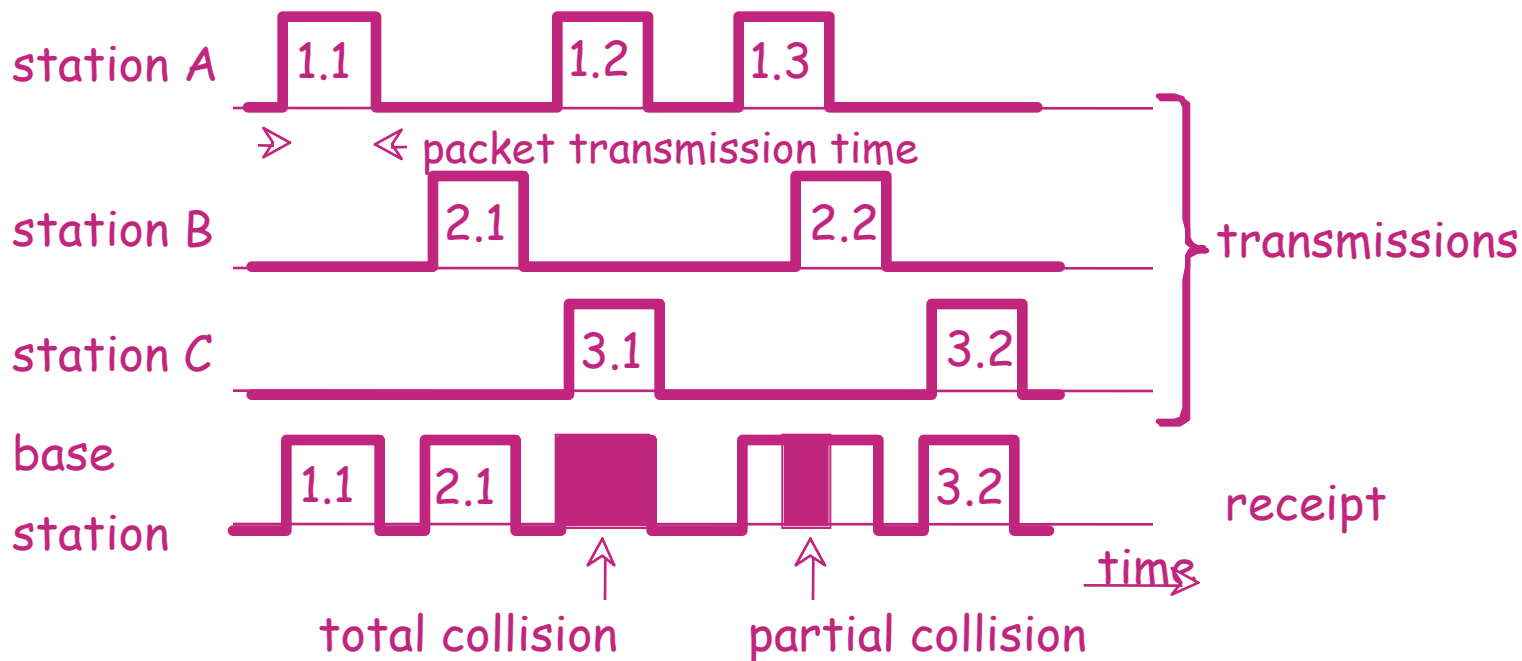 station A 1.1 1.2 1.3
packet transmission time
station B 2.1 2.2
transmissions
station C 3.1 3.2
base
station
1.1 2.1 3.2
receipt
time
total collision
partial collision